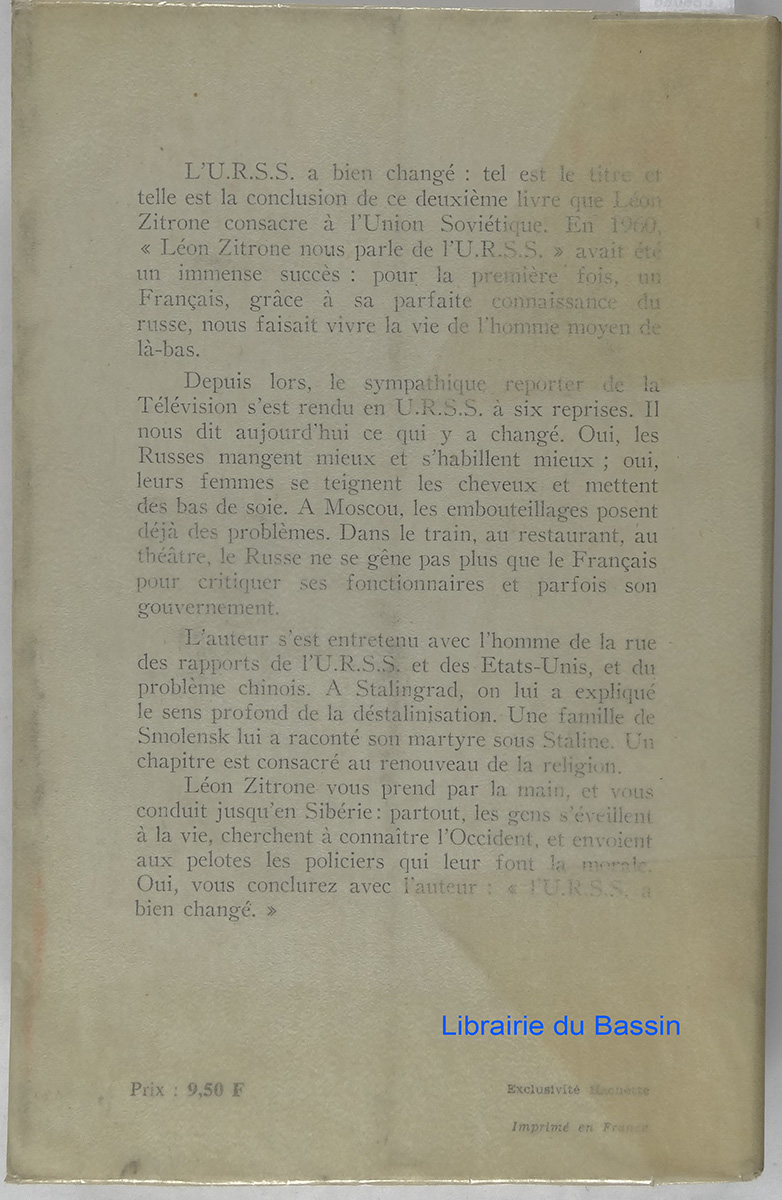 L'U.R.S.S. a bien changé : tel est le titre et
telle est la conclusion de ce deuxième livre que Léon
Zitrone consacre à l'Union Soviétique. En 1960,
« Léon Zitrone nous parle de l'U.R.S.S. » avait été
un immense succès : pour la première fois, un
Français, grâce à sa parfaite connaissance du
russe, nous faisait vivre la vie de l'homme moyen de
là-bas.
Depuis lors, le sympathique reporter de la
Télévision s'est rendu en U.R.S.S. à six reprises. Il
nous dit aujourd'hui ce qui y a changé. Oui, les
Russes mangent mieux et s'habillent mieux ; oui,
leurs femmes se teignent les cheveux et mettent
des bas de soie. A Moscou, les embouteillages posent
déjà des problèmes. Dans le train, au restaurant, au
théâtre, le Russe ne se gêne pas plus que le Français
pour critiquer ses fonctionnaires et parfois son
gouvernement.
L'auteur s'est entretenu avec l'homme de la rue
des rapports de l'U.R.S.S. et des Etats-Unis, et du
problème chinois. A Stalingrad, on lui a expliqué
le sens profond de la déstalinisation. Une famille de
Smolensk lui a raconté son martyre sous Staline. Un
chapitre est consacré au renouveau de la religion.
Léon Zitrone vous prend par la main, et vous
conduit jusqu'en Sibérie : partout, les gens s'éveillent
à la vie, cherchent à connaître l'Occident, et envoient
aux pelotes les policiers qui leur font la morale.
Oui, vous conclurez avec l'auteur : « l'U.R.S.S. a
bien changé. »
Librairie du Bassin
Prix : 9,50 F
Exclusivité Hachette
Imprimé en France